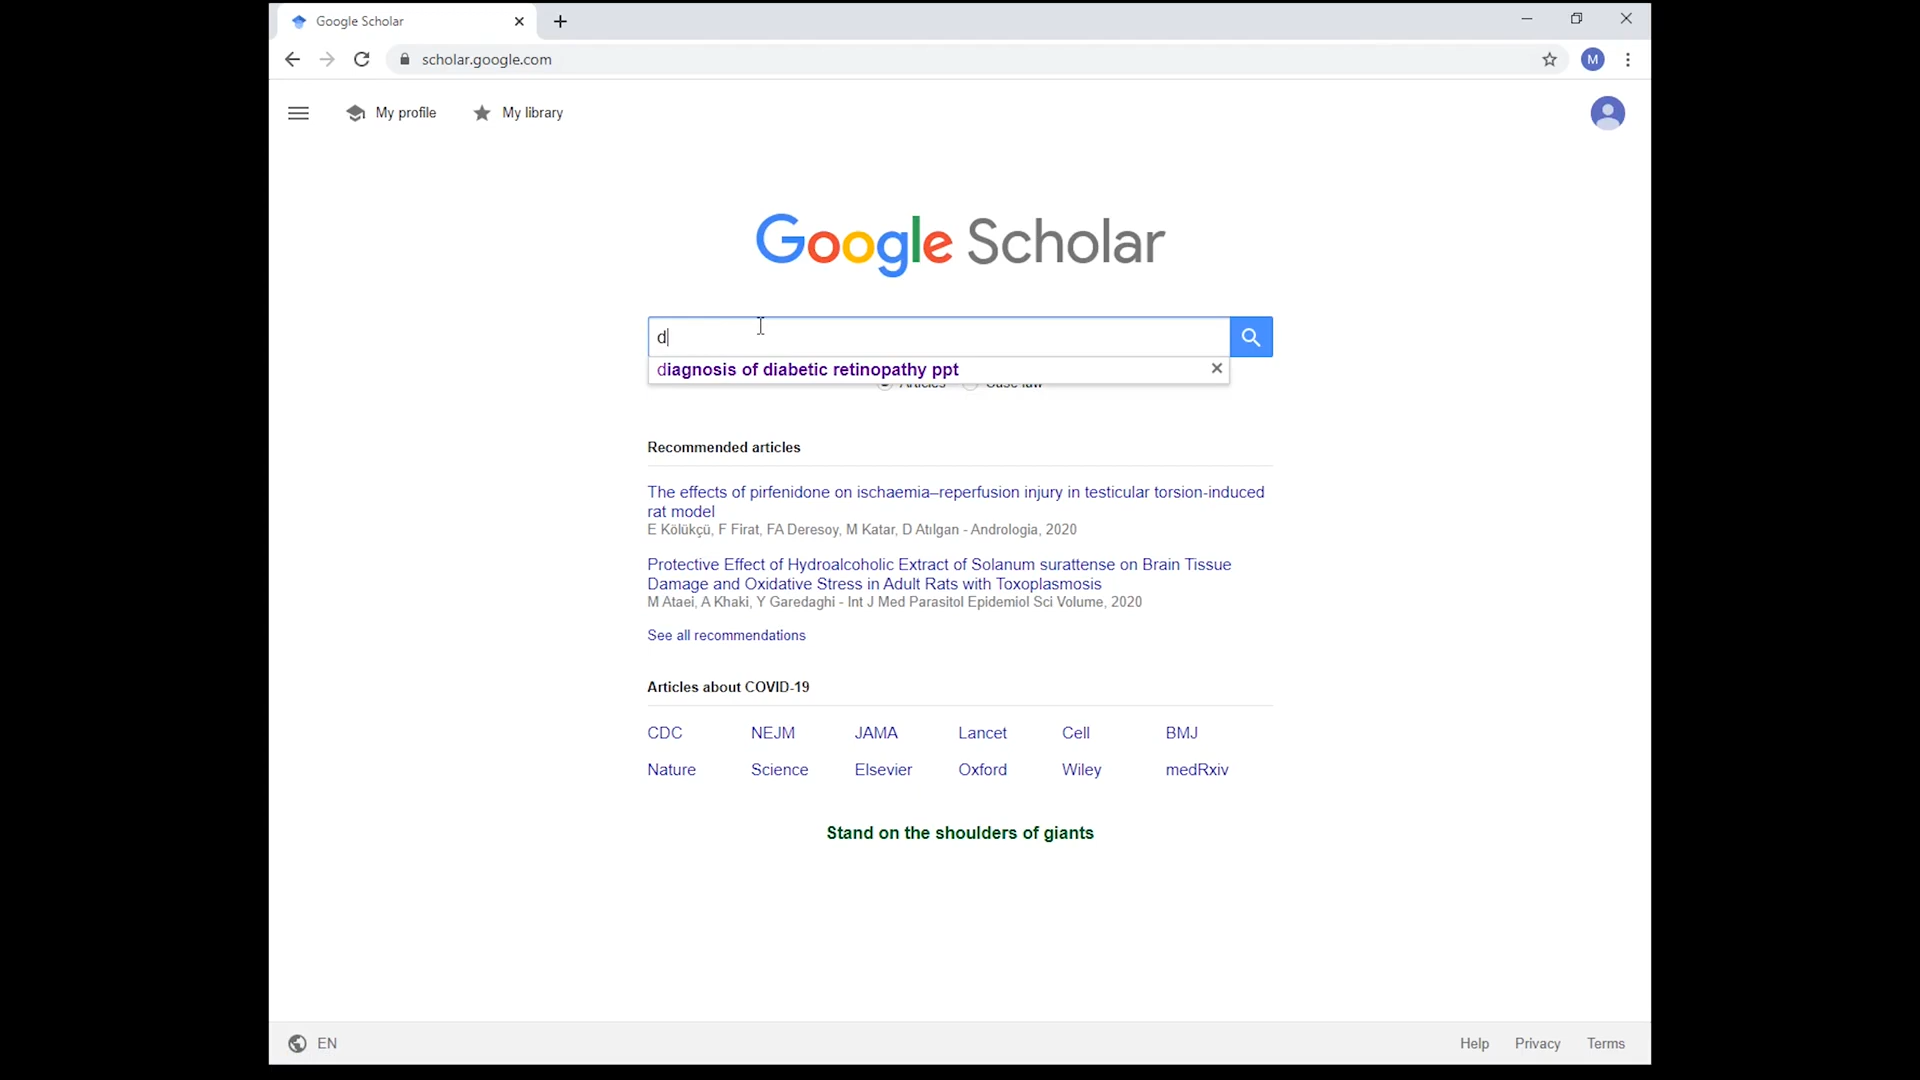 Google Scholar
scholar.google.com
M
My profile
My library
Google Scholar
d
diagnosis of diabetic retinopathy ppt
Articles
Case law
Recommended articles
The effects of pirfenidone on ischaemia–reperfusion injury in testicular torsion-induced
rat model
E Kölükçü, F Firat, FA Deresoy, M Katar, D Atılgan - Andrologia, 2020
Protective Effect of Hydroalcoholic Extract of Solanum surattense on Brain Tissue
Damage and Oxidative Stress in Adult Rats with Toxoplasmosis
M Ataei, A Khaki, Y Garedaghi - Int J Med Parasitol Epidemiol Sci Volume, 2020
See all recommendations
Articles about COVID-19
CDC NEJM JAMA Lancet Cell BMJ
Nature Science Elsevier Oxford Wiley medRxiv
Stand on the shoulders of giants
EN
Help Privacy Terms